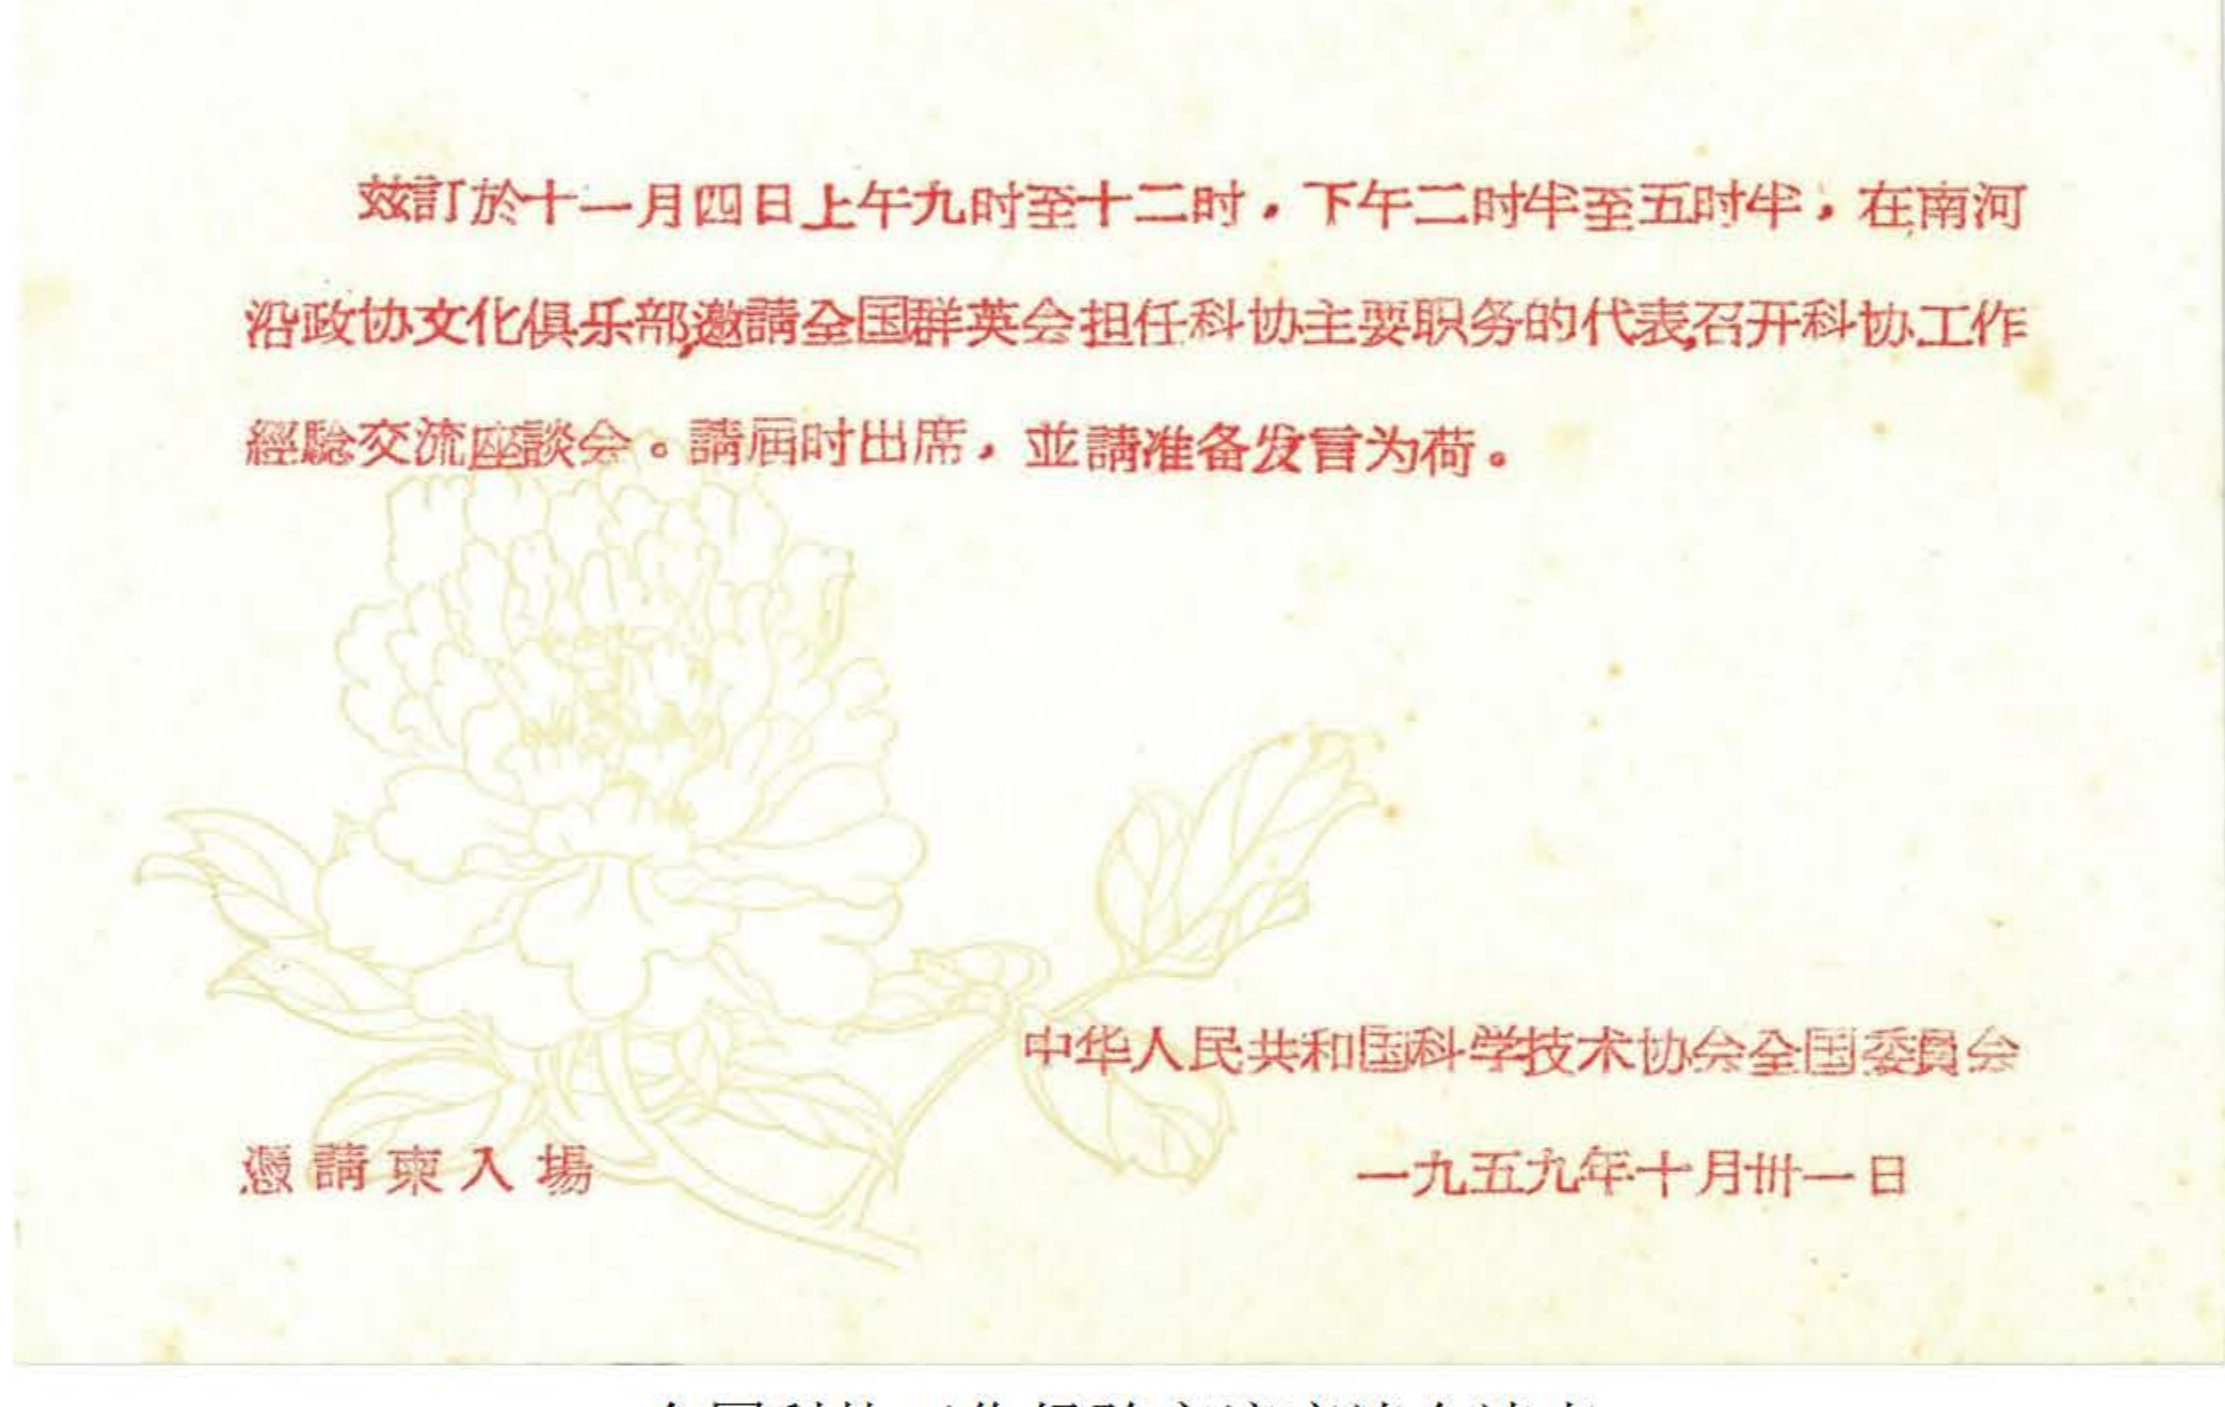 茲訂於十一月四日上午九时至十二时，下午二时半至五时半，在南河
沿政协文化俱乐部,邀請全国群英会担任科协主要职务的代表,召开科协工作
經驗交流座談会。請届时出席，並請准备发言为荷。
中华人民共和国科学技术协会全国委員会
憑請柬入場
一九五九年十月卅一日